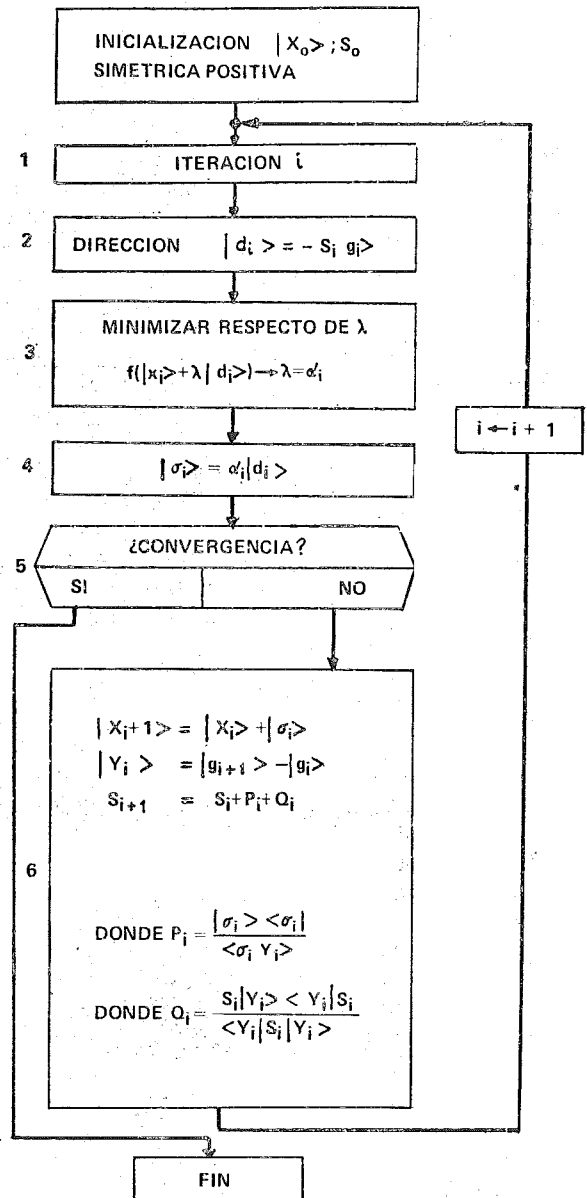 INICIALIZACION |X₀> ; S₀
SIMETRICA POSITIVA
1
ITERACION i
2
DIRECCION |dᵢ > = - Sᵢ gᵢ>
3
MINIMIZAR RESPECTO DE λ
f(|xᵢ>+λ| dᵢ>)→λ=αᵢ
i ← i + 1
4
|σᵢ> = αᵢ|dᵢ >
¿CONVERGENCIA?
5
SI NO
|Xᵢ+1> = |Xᵢ> +|σᵢ>
|Yᵢ > = |gᵢ₊₁ > -|gᵢ>
Sᵢ₊₁ = Sᵢ+Pᵢ+Qᵢ
6
DONDE Pᵢ = |σᵢ > <σᵢ| / <σᵢ Yᵢ>
DONDE Qᵢ = Sᵢ|Yᵢ> < Yᵢ|Sᵢ / <Yᵢ|Sᵢ|Yᵢ >
FIN